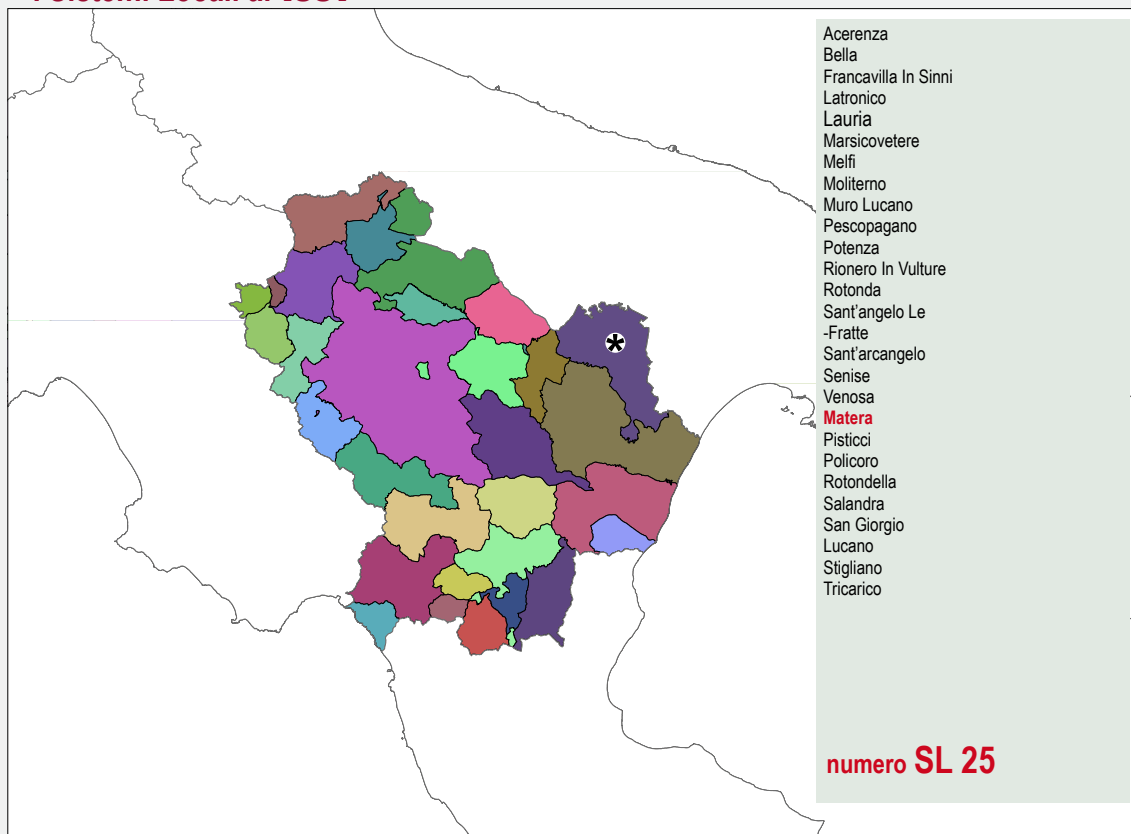 Acerenza
Bella
Francavilla In Sinni
Latronico
Lauria
Marsicovetere
Melfi
Moliterno
Muro Lucano
Pescopagano
Potenza
Rionero In Vulture
Rotonda
Sant'angelo Le
-Fratte
Sant'arcangelo
Senise
Venosa
Matera
Pisticci
Policoro
Rotondella
Salandra
San Giorgio
Lucano
Stigliano
Tricarico
*
numero SL 25